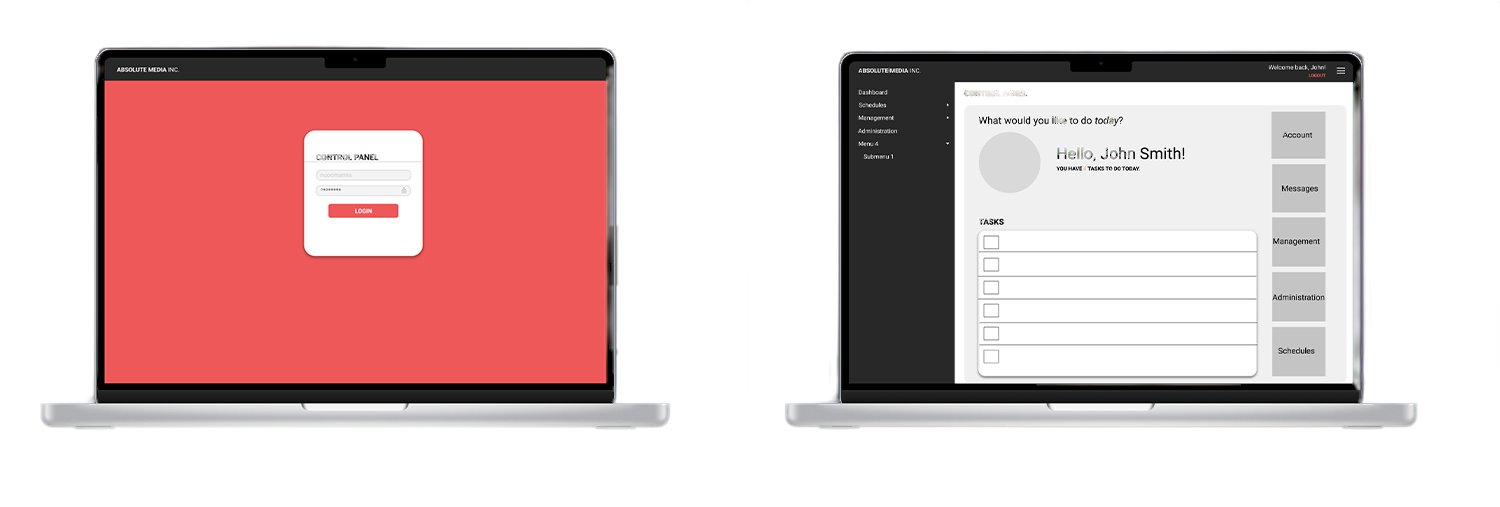 ABSOLUTE MEDIA INC.
CONTROL PANEL
********
LOGIN
ABSOLUTE MEDIA INC.
Welcome back, John!
LOGOUT
Dashboard
Schedules
Management
Administration
Menu 4
Submenu 1
CONTROL PANEL
What would you like to do today?
Hello, John Smith!
YOU HAVE TASKS TO DO TODAY.
TASKS
Account
Messages
Management
Administration
Schedules